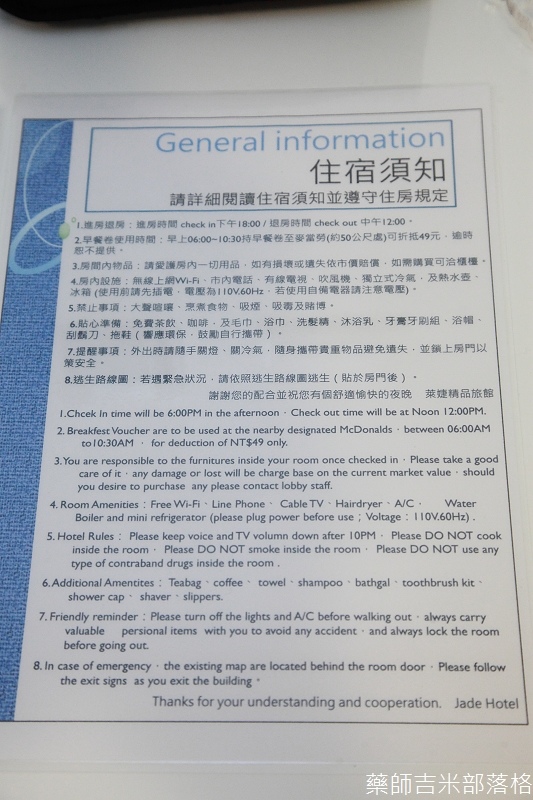 General information
住宿須知
請詳細閱讀住宿須知並遵守住房規定
1.進房退房：進房時間 check in下午18:00 / 退房時間 check out 中午12:00。
2.早餐卷使用時間：早上06:00~10:30持早餐卷至麥當勞(約50公尺處)可折抵49元，逾時
恕不提供。
3.房間內物品：請愛護房內一切用品，如有損壞或遺失依市價賠償，如需購買可洽櫃檯。
4.房內設施：無線上網Wi-Fi、市內電話、有線電視、吹風機、獨立式冷氣，及熱水壺、
冰箱 (使用前請先插電，電壓為110V.60Hz，若使用自備電器請注意電壓)。
5.禁止事項：大聲喧嚷、烹煮食物、吸煙、吸毒及賭博。
6.貼心準備：免費茶飲、咖啡、及毛巾、浴巾、洗髮精、沐浴乳、牙膏牙刷組、浴帽、
刮鬍刀、拖鞋 ( 響應環保，鼓勵自行攜帶 )。
7.提醒事項：外出時請隨手關燈、關冷氣，隨身攜帶貴重物品避免遺失，並鎖上房門以
策安全。
8.逃生路線圖：若遇緊急狀況，請依照逃生路線圖逃生（貼於房門後）。
謝謝您的配合並祝您有個舒適愉快的夜晚 萊婕精品旅館
1.Chcek In time will be 6:00PM in the afternoon．Check out time will be at Noon 12:00PM.
2. Breakfest Voucher are to be used at the nearby designated McDonalds．between 06:00AM
to10:30AM ． for deduction of NT$49 only.
3.You are responsible to the furnitures inside your room once checked in．Please take a good
care of it．any damage or lost will be charge base on the current market value．should
you desire to purchase any please contact lobby staff.
4. Room Amenities：Free Wi-Fi、Line Phone、 Cable TV、Hairdryer、A/C． Water
Boiler and mini refrigerator (please plug power before use；Voltage：110V.60Hz) .
5. Hotel Rules： Please keep voice and TV volumn down after 10PM． Please DO NOT cook
inside the room． Please DO NOT smoke inside the room． Please DO NOT use any
type of contraband drugs inside the room .
6.Additional Amentites： Teabag、coffee、 towel、shampoo、bathgal、toothbrush kit、
shower cap、 shaver、slippers.
7. Friendly reminder：Please turn off the lights and A/C before walking out．always carry
valuable personal items with you to avoid any accident．and always lock the room
before going out.
8. In case of emergency．the existing map are located behind the room door．Please follow
the exit signs as you exit the building。
Thanks for your understanding and cooperation. Jade Hotel
藥師吉米部落格